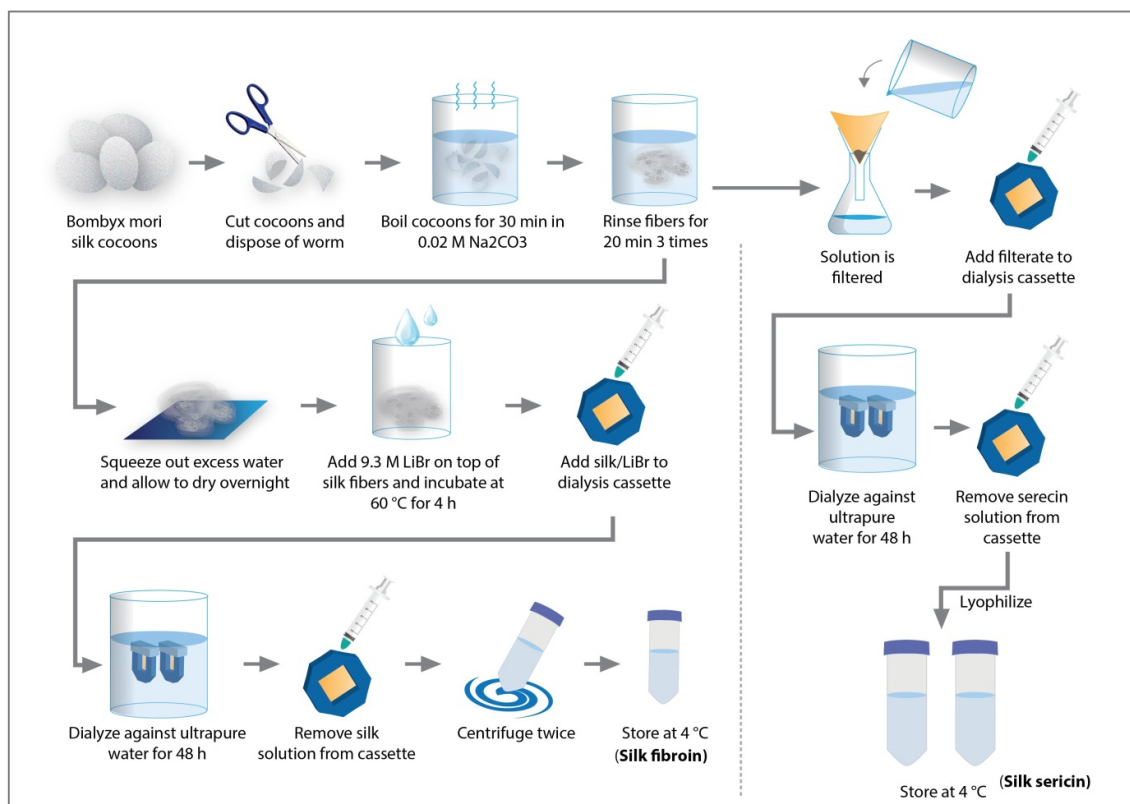 Bombyx mori
silk cocoons
Cut cocoons and
dispose of worm
Boil cocoons for 30 min in
0.02 M Na2CO3
Rinse fibers for
20 min 3 times
Solution is
filtered
Add filterate to
dialysis cassette
Squeeze out excess water
and allow to dry overnight
Add 9.3 M LiBr on top of
silk fibers and incubate at
60 °C for 4 h
Add silk/LiBr to
dialysis cassette
Dialyze against
ultrapure
water for 48 h
Remove serecin
solution from
cassette
Lyophilize
Dialyze against ultrapure
water for 48 h
Remove silk
solution from cassette
Centrifuge twice
Store at 4 °C
(Silk fibroin)
Store at 4 °C (Silk sericin)